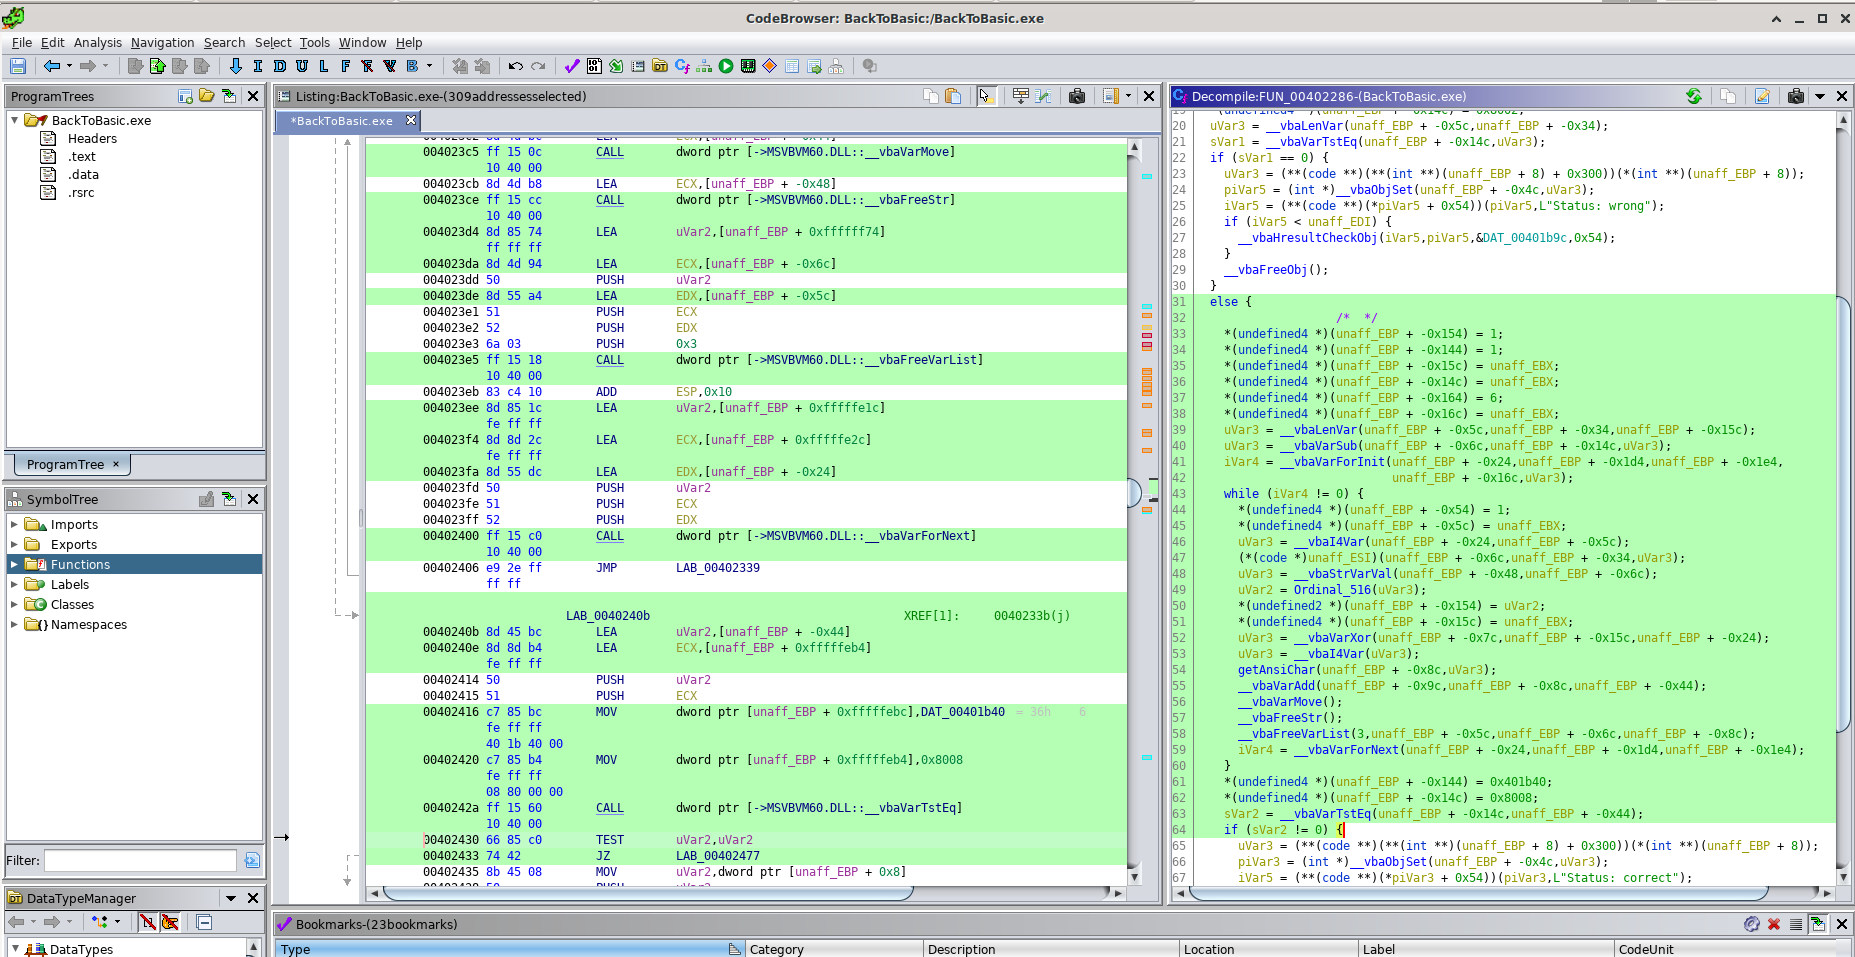 CodeBrowser: BackToBasic:/BackToBasic.exe
File Edit Analysis Navigation Search Select Tools Window Help
I D U L F V B
ProgramTrees
BackToBasic.exe
Headers
.text
.data
.rsrc
ProgramTree ×
SymbolTree
Imports
Exports
Functions
Labels
Classes
Namespaces
Filter:
DataTypeManager
DataTypes
Listing:BackToBasic.exe-(309addressesselected)
*BackToBasic.exe
004023c5 ff 15 0c CALL dword ptr [->MSVBVM60.DLL::__vbaVarMove]
10 40 00
004023cb 8d 4d b8 LEA ECX,[unaff_EBP + -0x48]
004023ce ff 15 cc CALL dword ptr [->MSVBVM60.DLL::__vbaFreeStr]
10 40 00
004023d4 8d 85 74 LEA uVar2,[unaff_EBP + 0xffffff74]
ff ff ff
004023da 8d 4d 94 LEA ECX,[unaff_EBP + -0x6c]
004023dd 50 PUSH uVar2
004023de 8d 55 a4 LEA EDX,[unaff_EBP + -0x5c]
004023e1 51 PUSH ECX
004023e2 52 PUSH EDX
004023e3 6a 03 PUSH 0x3
004023e5 ff 15 18 CALL dword ptr [->MSVBVM60.DLL::__vbaFreeVarList]
10 40 00
004023eb 83 c4 10 ADD ESP,0x10
004023ee 8d 85 1c LEA uVar2,[unaff_EBP + 0xfffffe1c]
fe ff ff
004023f4 8d 8d 2c LEA ECX,[unaff_EBP + 0xfffffe2c]
fe ff ff
004023fa 8d 55 dc LEA EDX,[unaff_EBP + -0x24]
004023fd 50 PUSH uVar2
004023fe 51 PUSH ECX
004023ff 52 PUSH EDX
00402400 ff 15 c0 CALL dword ptr [->MSVBVM60.DLL::__vbaVarForNext]
10 40 00
00402406 e9 2e ff JMP LAB_00402339
ff ff
LAB_0040240b XREF[1]: 0040233b(j)
0040240b 8d 45 bc LEA uVar2,[unaff_EBP + -0x44]
0040240e 8d 8d b4 LEA ECX,[unaff_EBP + 0xfffffeb4]
fe ff ff
00402414 50 PUSH uVar2
00402415 51 PUSH ECX
00402416 c7 85 bc MOV dword ptr [unaff_EBP + 0xfffffebc],DAT_00401b40 = 36h 6
fe ff ff
40 1b 40 00
00402420 c7 85 b4 MOV dword ptr [unaff_EBP + 0xfffffeb4],0x8008
fe ff ff
08 80 00 00
0040242a ff 15 60 CALL dword ptr [->MSVBVM60.DLL::__vbaVarTstEq]
10 40 00
00402430 66 85 c0 TEST uVar2,uVar2
00402433 74 42 JZ LAB_00402477
00402435 8b 45 08 MOV uVar2,dword ptr [unaff_EBP + 0x8]
Decompile:FUN_00402286-(BackToBasic.exe)
20 uVar3 = __vbaLenVar(unaff_EBP + -0x5c,unaff_EBP + -0x34);
21 sVar1 = __vbaVarTstEq(unaff_EBP + -0x14c,uVar3);
22 if (sVar1 == 0) {
23 uVar3 = (**(code **)(**(int **)(unaff_EBP + 8) + 0x300))(*(int **)(unaff_EBP + 8));
24 piVar5 = (int *)__vbaObjSet(unaff_EBP + -0x4c,uVar3);
25 iVar5 = (**(code **)(*piVar5 + 0x54))(piVar5,L"Status: wrong");
26 if (iVar5 < unaff_EDI) {
27 __vbaHresultCheckObj(iVar5,piVar5,&DAT_00401b9c,0x54);
28 }
29 __vbaFreeObj();
30 }
31 else {
32 /* */
33 *(undefined4 *)(unaff_EBP + -0x154) = 1;
34 *(undefined4 *)(unaff_EBP + -0x144) = 1;
35 *(undefined4 *)(unaff_EBP + -0x15c) = unaff_EBX;
36 *(undefined4 *)(unaff_EBP + -0x14c) = unaff_EBX;
37 *(undefined4 *)(unaff_EBP + -0x164) = 6;
38 *(undefined4 *)(unaff_EBP + -0x16c) = unaff_EBX;
39 uVar3 = __vbaLenVar(unaff_EBP + -0x5c,unaff_EBP + -0x34,unaff_EBP + -0x15c);
40 uVar3 = __vbaVarSub(unaff_EBP + -0x6c,unaff_EBP + -0x14c,uVar3);
41 iVar4 = __vbaVarForInit(unaff_EBP + -0x24,unaff_EBP + -0x1d4,unaff_EBP + -0x1e4,
42 unaff_EBP + -0x16c,uVar3);
43 while (iVar4 != 0) {
44 *(undefined4 *)(unaff_EBP + -0x54) = 1;
45 *(undefined4 *)(unaff_EBP + -0x5c) = unaff_EBX;
46 uVar3 = __vbaI4Var(unaff_EBP + -0x24,unaff_EBP + -0x5c);
47 (*(code *)unaff_ESI)(unaff_EBP + -0x6c,unaff_EBP + -0x34,uVar3);
48 uVar3 = __vbaStrVarVal(unaff_EBP + -0x48,unaff_EBP + -0x6c);
49 uVar2 = Ordinal_516(uVar3);
50 *(undefined2 *)(unaff_EBP + -0x154) = uVar2;
51 *(undefined4 *)(unaff_EBP + -0x15c) = unaff_EBX;
52 uVar3 = __vbaVarXor(unaff_EBP + -0x7c,unaff_EBP + -0x15c,unaff_EBP + -0x24);
53 uVar3 = __vbaI4Var(uVar3);
54 getAnsiChar(unaff_EBP + -0x8c,uVar3);
55 __vbaVarAdd(unaff_EBP + -0x9c,unaff_EBP + -0x8c,unaff_EBP + -0x44);
56 __vbaVarMove();
57 __vbaFreeStr();
58 __vbaFreeVarList(3,unaff_EBP + -0x5c,unaff_EBP + -0x6c,unaff_EBP + -0x8c);
59 iVar4 = __vbaVarForNext(unaff_EBP + -0x24,unaff_EBP + -0x1d4,unaff_EBP + -0x1e4);
60 }
61 *(undefined4 *)(unaff_EBP + -0x144) = 0x401b40;
62 *(undefined4 *)(unaff_EBP + -0x14c) = 0x8008;
63 sVar2 = __vbaVarTstEq(unaff_EBP + -0x14c,unaff_EBP + -0x44);
64 if (sVar2 != 0) {
65 uVar3 = (**(code **)(**(int **)(unaff_EBP + 8) + 0x300))(*(int **)(unaff_EBP + 8));
66 piVar3 = (int *)__vbaObjSet(unaff_EBP + -0x4c,uVar3);
67 iVar5 = (**(code **)(*piVar3 + 0x54))(piVar3,L"Status: correct");
Bookmarks-(23bookmarks)
Type Category Description Location Label CodeUnit